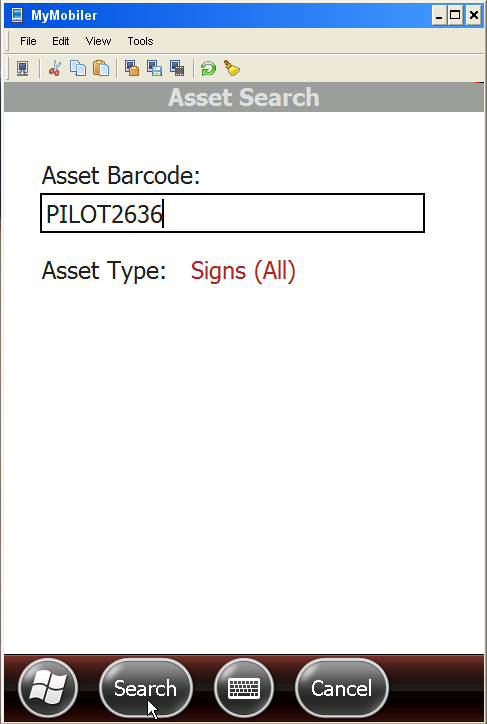 MyMobiler
File Edit View Tools
Asset Search
Asset Barcode:
PILOT2636
Asset Type: Signs (All)
Search Cancel